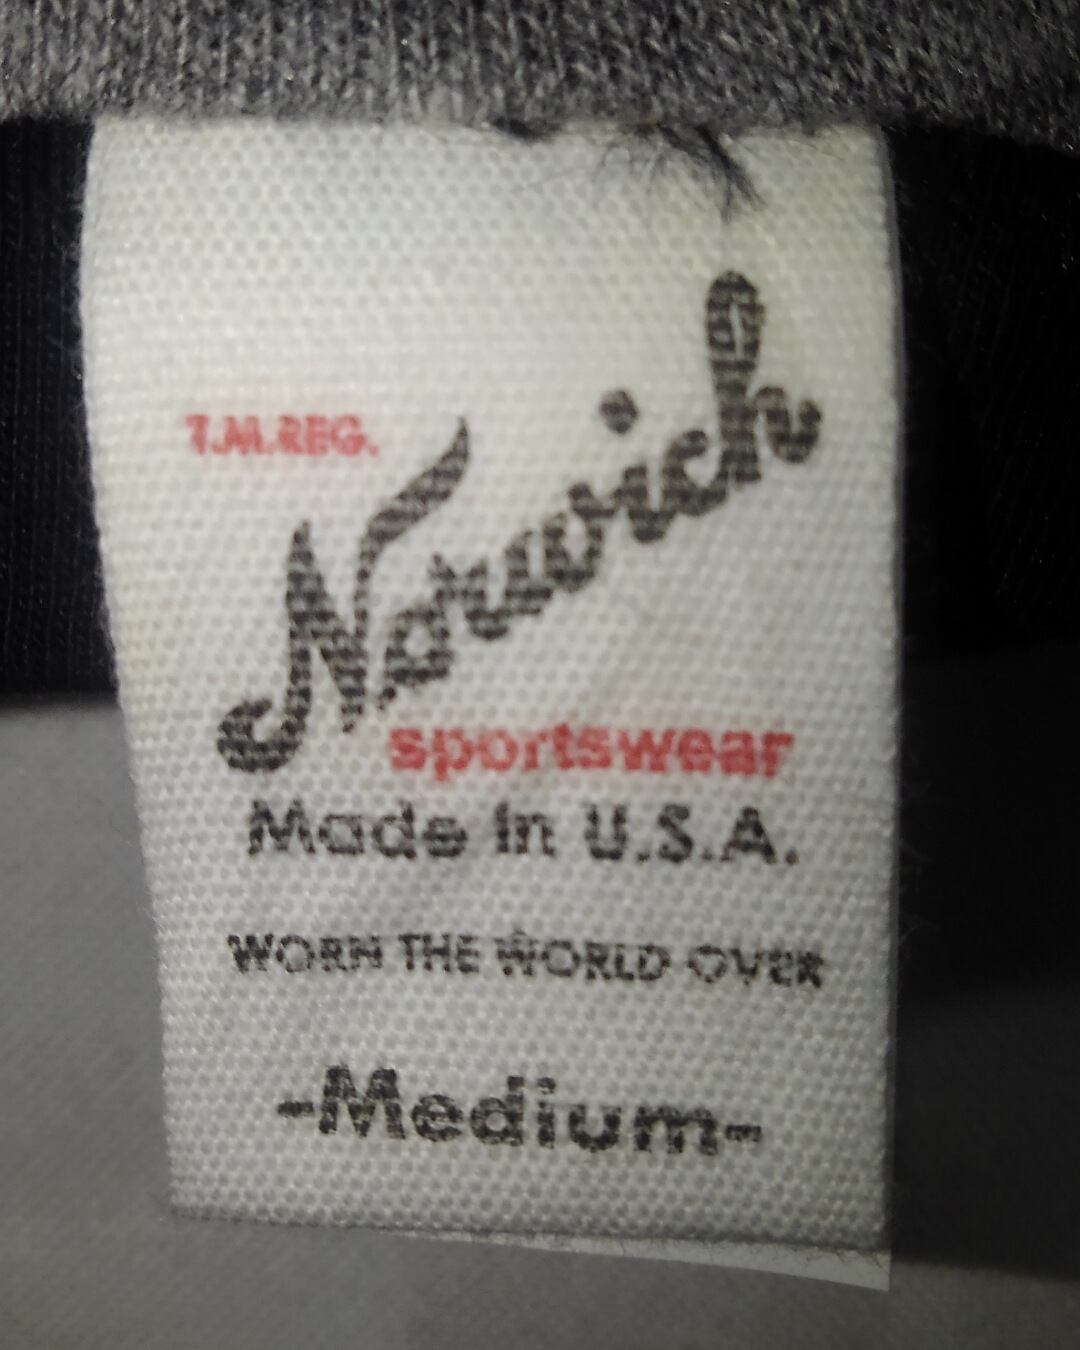 T.M.REG.
Norwich
sportswear
Made in U.S.A.
WORN THE WORLD OVER
-Medium-